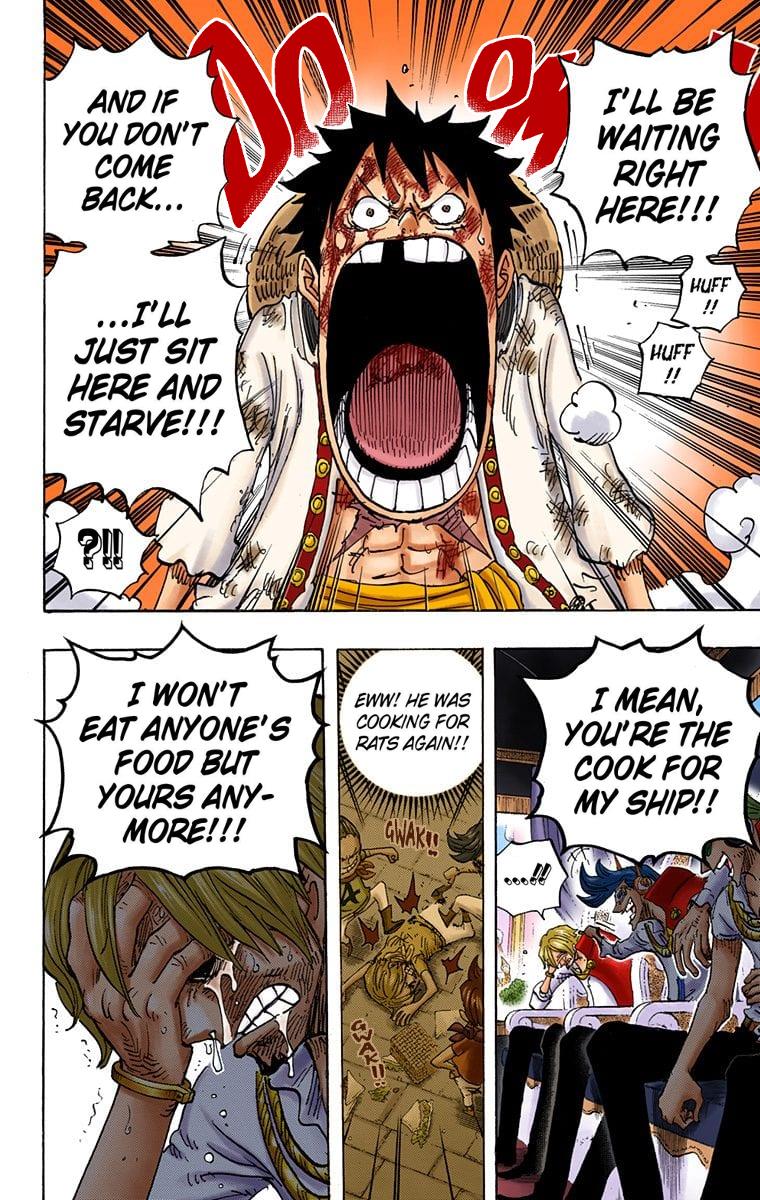 DO
OM
I'LL BE
WAITING
RIGHT
HERE!!!
HUFF
!!
HUFF
!!
AND IF
YOU DON'T
COME
BACK...
...I'LL
JUST SIT
HERE AND
STARVE!!!
?!!
I MEAN,
YOU'RE THE
COOK FOR
MY SHIP!!
....!!
EWW! HE WAS
COOKING FOR
RATS AGAIN!!
GWAK!!
GWAK!!
I WON'T
EAT ANYONE'S
FOOD BUT
YOURS ANY-
MORE!!!